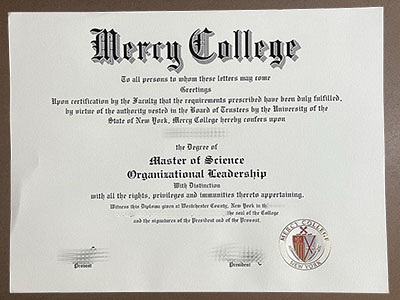 Mercy College
To all persons to whom these letters may come
Greetings
Upon certification by the Faculty that the requirements prescribed have been duly fulfilled,
by virtue of the authority vested in the Board of Trustees by the University of the
State of New York, Mercy College hereby confers upon
the Degree of
Master of Science
Organizational Leadership
With Distinction
with all the rights, privileges and immunities thereto appertaining.
Witness this Diploma given at Westchester County, New York in th
the seal of the College
and the signatures of the President and of the Provost.
Provost
President
MERCY COLLEGE
NEW YORK